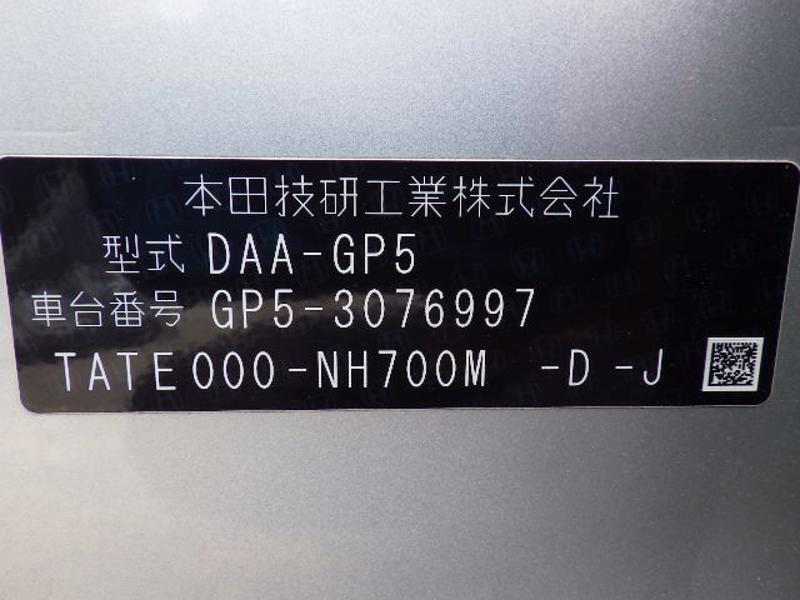 本田技研工業株式会社
型式 DAA-GP5
車台番号 GP5-3076997
TATE000-NH700M -D -J